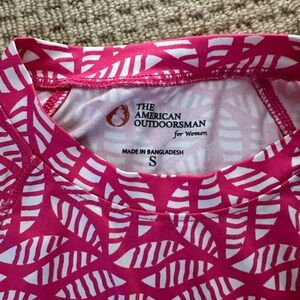 THE
AMERICAN
OUTDOORSMAN
for Women
MADE IN BANGLADESH
S